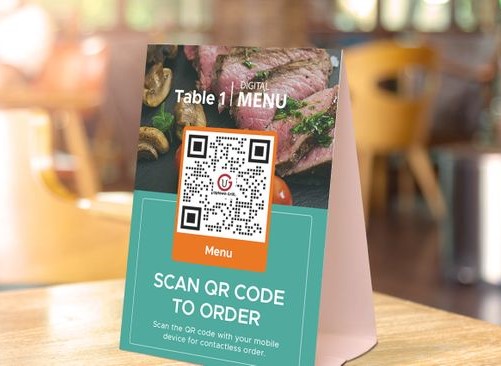 Table 1 | DIGITAL MENU
Menu
SCAN QR CODE
TO ORDER
Scan the QR code with your mobile
device for contactless order.